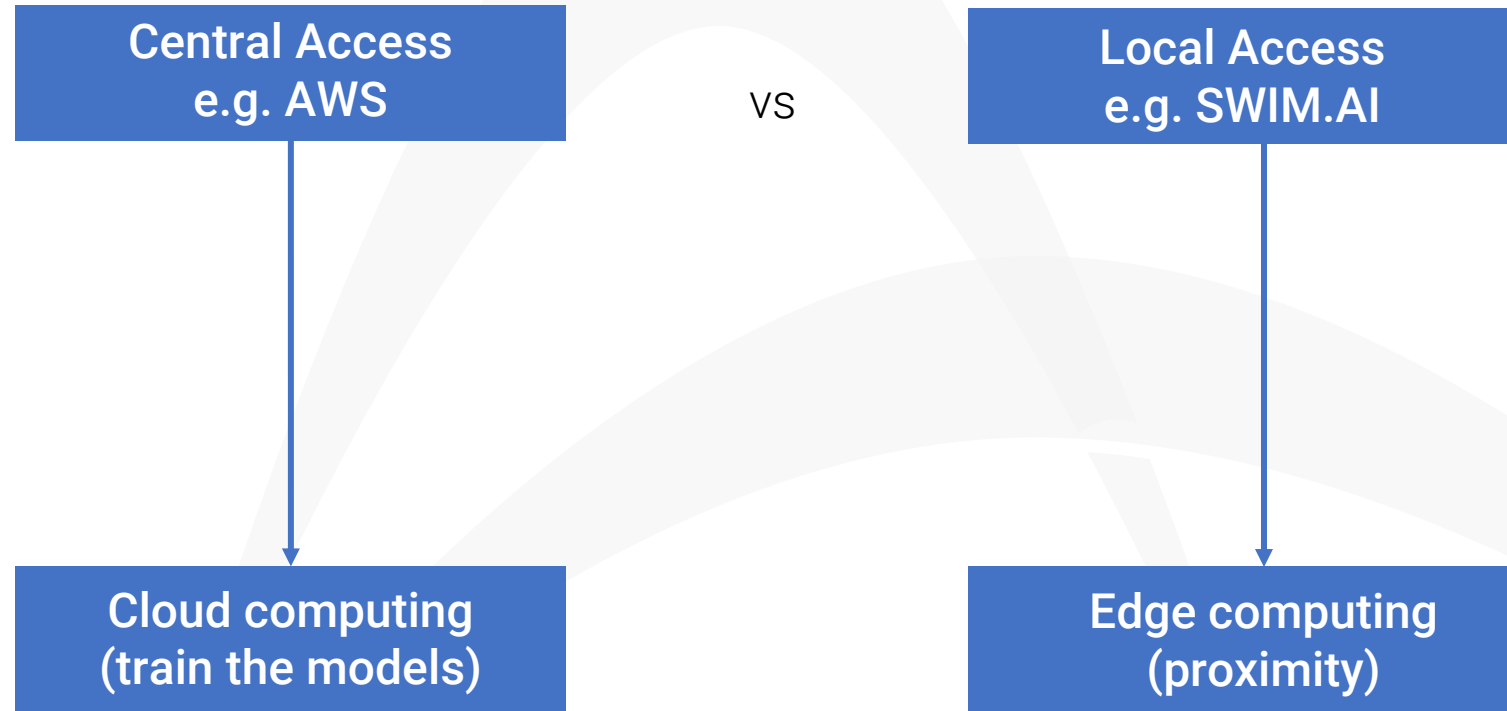 Central Access
e.g. AWS
vs
Local Access
e.g. SWIM.AI
Cloud computing
(train the models)
Edge computing
(proximity)